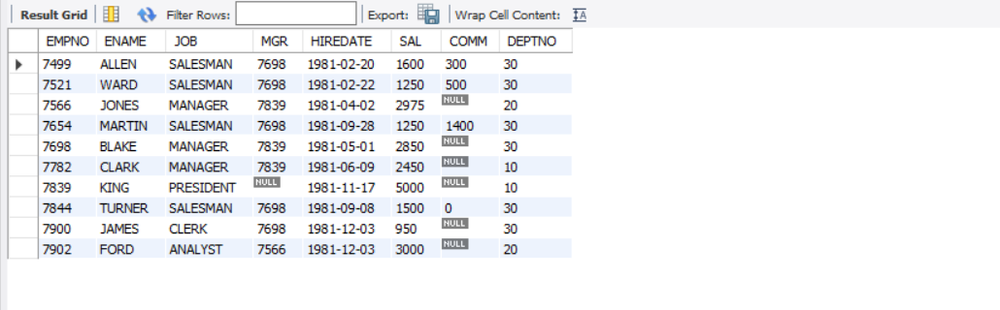 Result Grid Filter Rows: Export: Wrap Cell Content: IA
EMPNO ENAME JOB MGR HIREDATE SAL COMM DEPTNO
7499 ALLEN SALESMAN 7698 1981-02-20 1600 300 30
7521 WARD SALESMAN 7698 1981-02-22 1250 500 30
7566 JONES MANAGER 7839 1981-04-02 2975 NULL 20
7654 MARTIN SALESMAN 7698 1981-09-28 1250 1400 30
7698 BLAKE MANAGER 7839 1981-05-01 2850 NULL 30
7782 CLARK MANAGER 7839 1981-06-09 2450 NULL 10
7839 KING PRESIDENT NULL 1981-11-17 5000 NULL 10
7844 TURNER SALESMAN 7698 1981-09-08 1500 0 30
7900 JAMES CLERK 7698 1981-12-03 950 NULL 30
7902 FORD ANALYST 7566 1981-12-03 3000 NULL 20